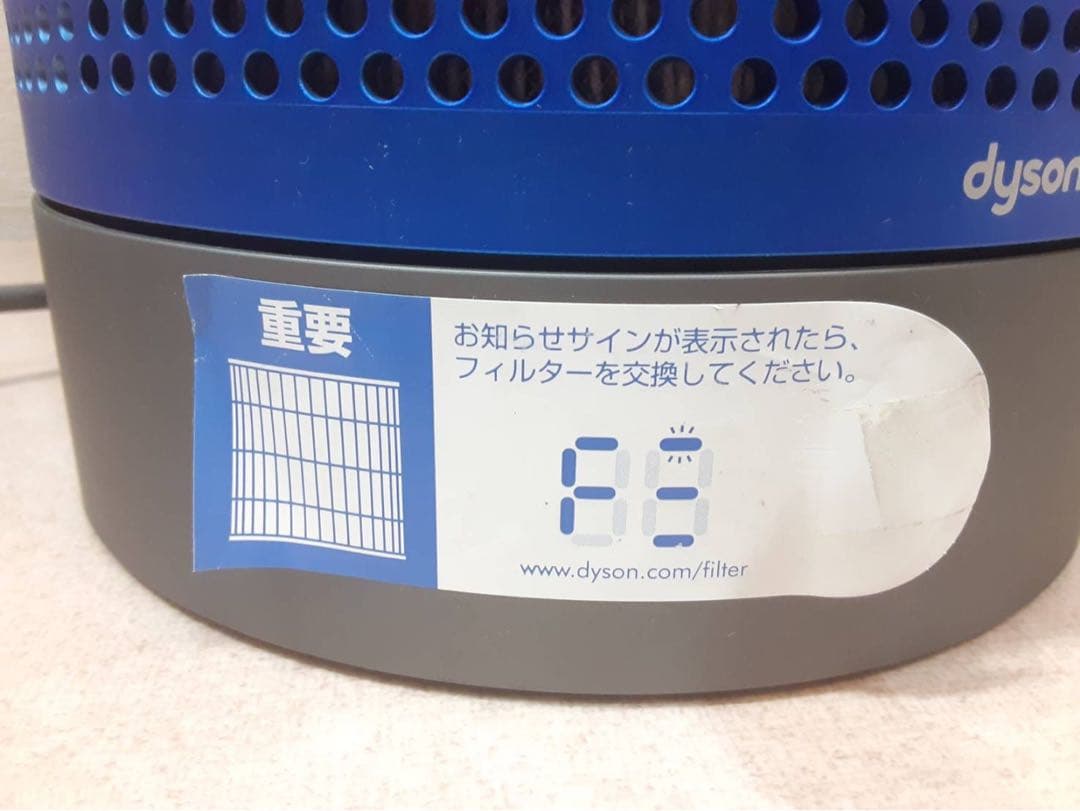 dyson
重要
お知らせサインが表示されたら、
フィルターを交換してください。
F
www.dyson.com/filter